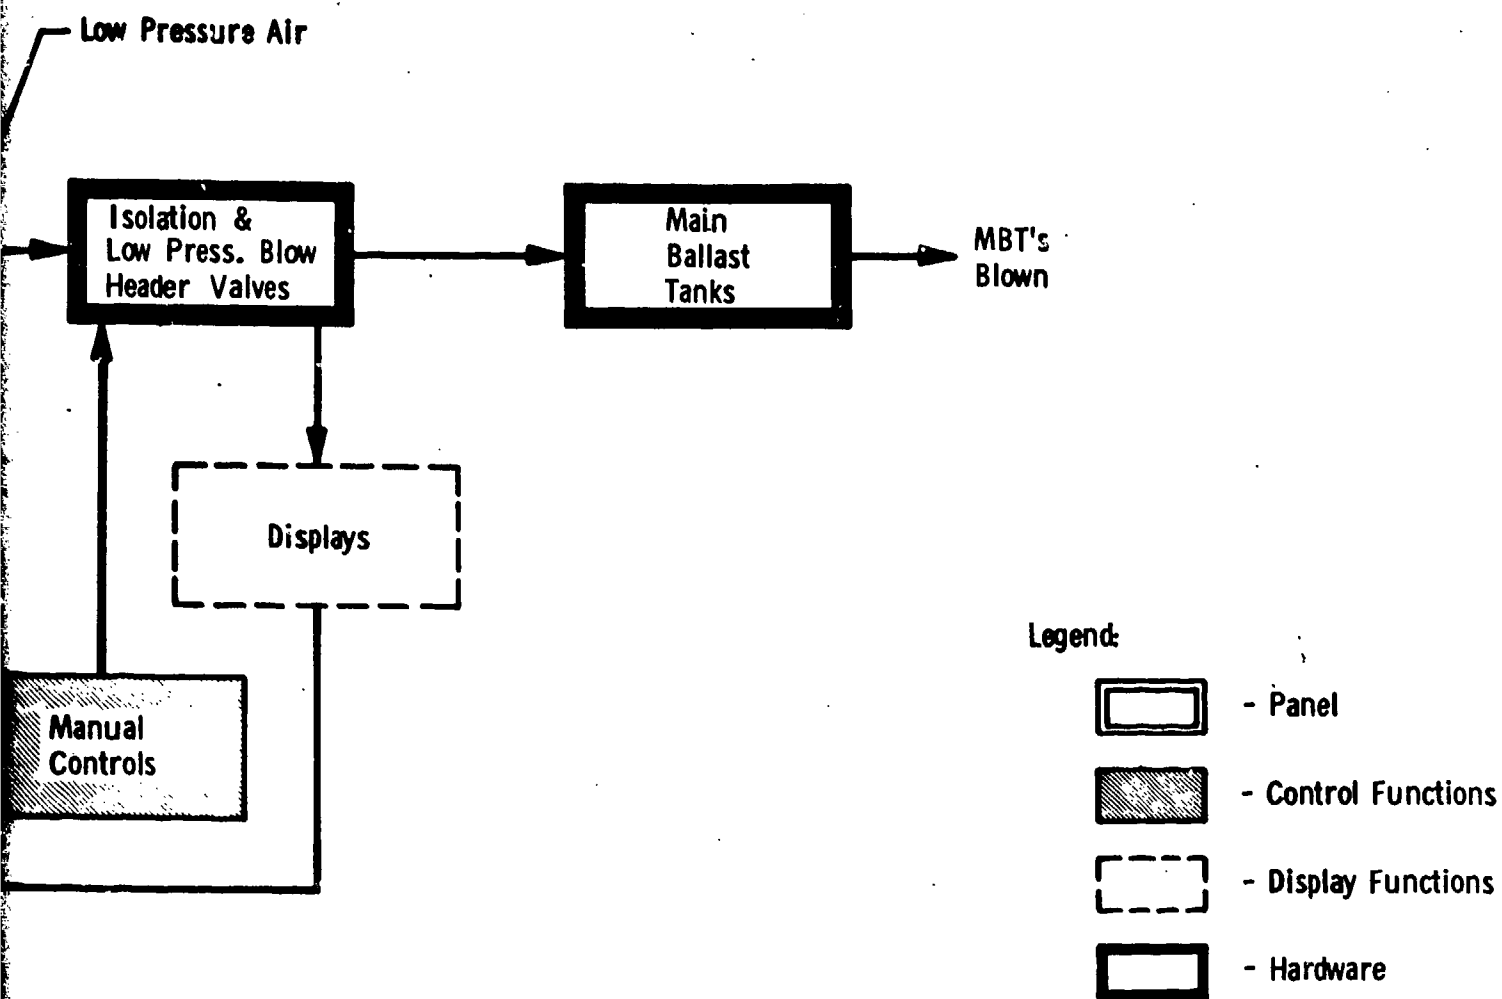 Low Pressure Air
Isolation &
Low Press. Blow
Header Valves
Main
Ballast
Tanks
MBT's
Blown
Displays
Manual
Controls
Legend:
- Panel
- Control Functions
- Display Functions
- Hardware